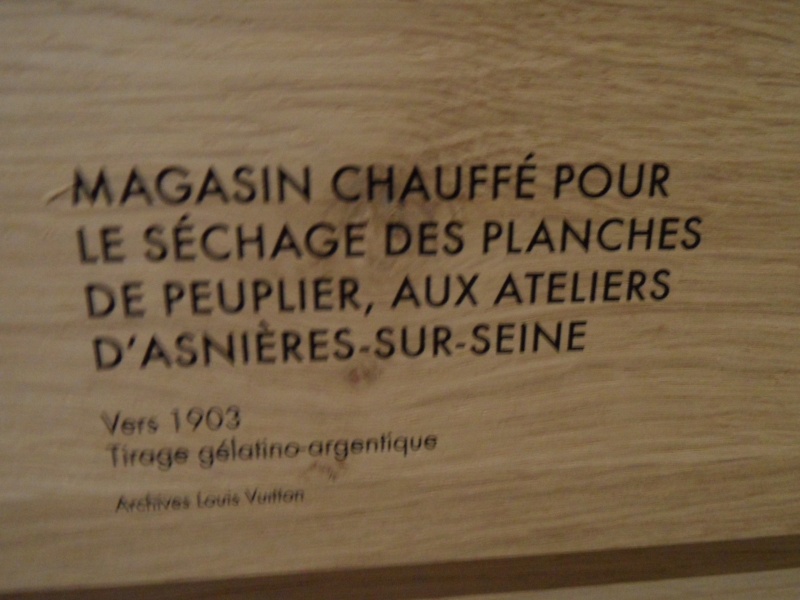 MAGASIN CHAUFFÉ POUR
LE SÉCHAGE DES PLANCHES
DE PEUPLIER, AUX ATELIERS
D'ASNIÈRES-SUR-SEINE
Vers 1903
Tirage gélatino-argentique
Archives Louis Vuitton